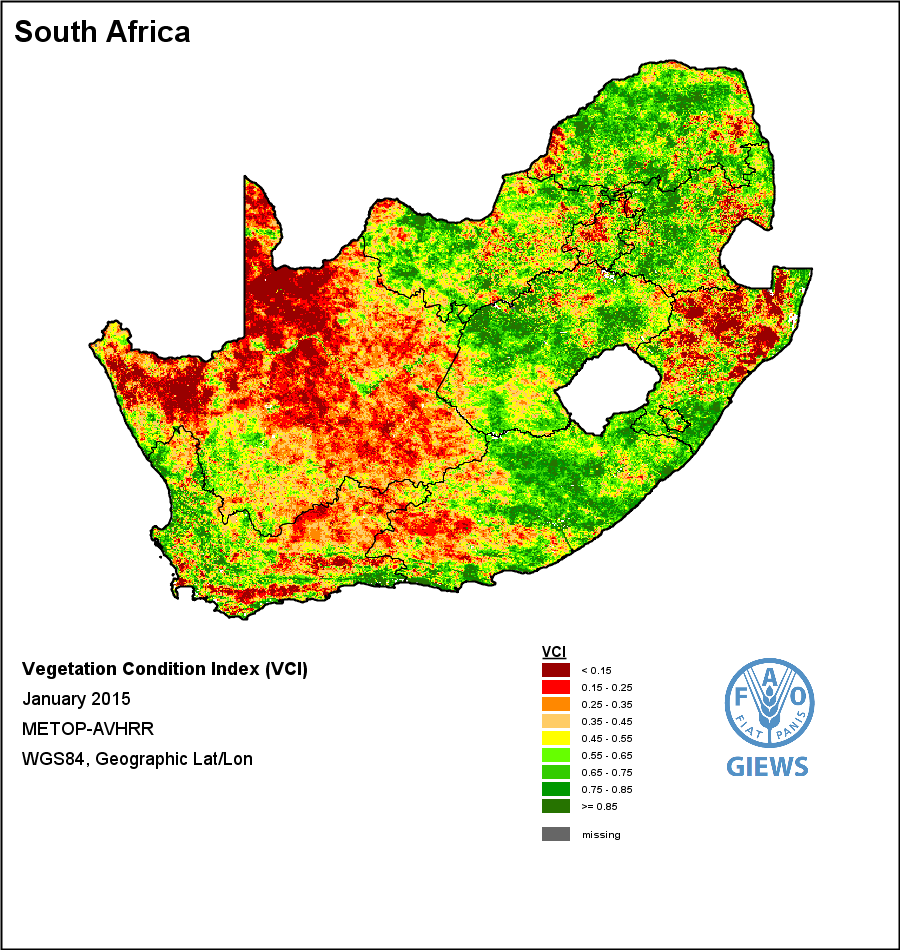 South Africa
Vegetation Condition Index (VCI)
January 2015
METOP-AVHRR
WGS84, Geographic Lat/Lon
VCI
< 0.15
0.15 - 0.25
0.25 - 0.35
0.35 - 0.45
0.45 - 0.55
0.55 - 0.65
0.65 - 0.75
0.75 - 0.85
>= 0.85
missing
F A O
FIAT PANIS
GIEWS